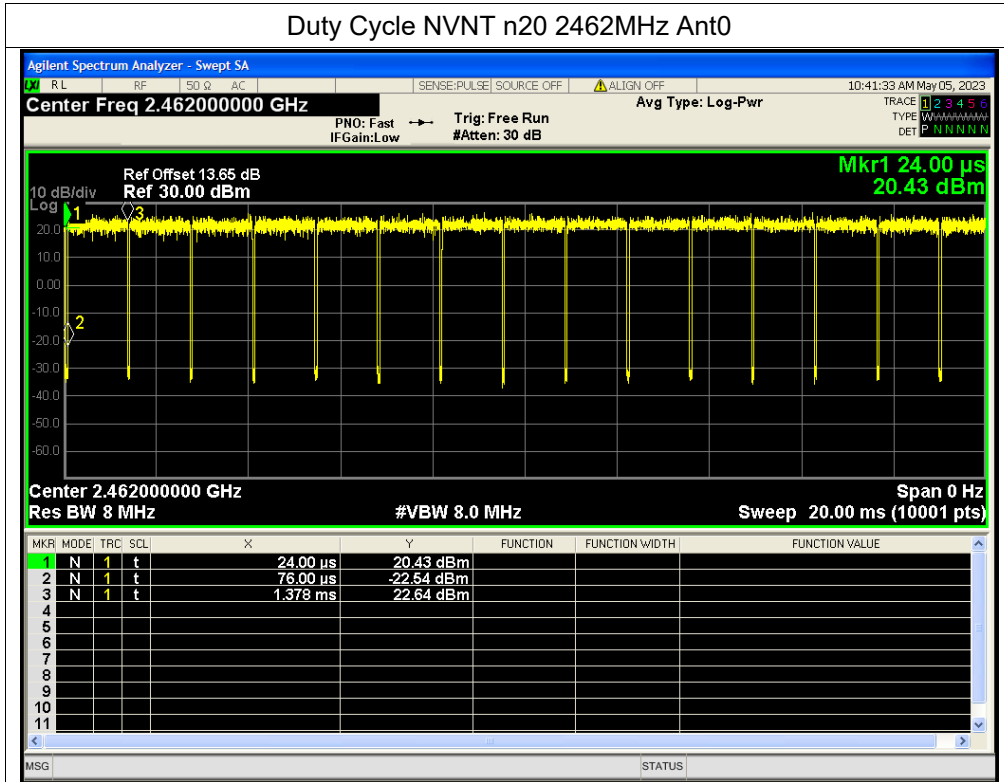 Duty Cycle NVNT n20 2462MHz Ant0
Agilent Spectrum Analyzer - Swept SA
LXI RL RF 50 Ω AC SENSE:PULSE SOURCE OFF ALIGN OFF 10:41:33 AM May 05, 2023
Center Freq 2.462000000 GHz Avg Type: Log-Pwr TRACE 1 2 3 4 5 6
PNO: Fast Trig: Free Run TYPE WWWWWW
IFGain:Low #Atten: 30 dB DET P N N N N N
Mkr1 24.00 µs
Ref Offset 13.65 dB
10 dB/div Ref 30.00 dBm 20.43 dBm
Log
1 3
20.0
10.0
0.00
-10.0
2
-20.0
-30.0
-40.0
-50.0
-60.0
Center 2.462000000 GHz Span 0 Hz
Res BW 8 MHz #VBW 8.0 MHz Sweep 20.00 ms (10001 pts)
MKR MODE TRC SCL X Y FUNCTION FUNCTION WIDTH FUNCTION VALUE
1 N 1 t 24.00 µs 20.43 dBm
2 N 1 t 76.00 µs -22.54 dBm
3 N 1 t 1.378 ms 22.64 dBm
4
5
6
7
8
9
10
11
MSG STATUS